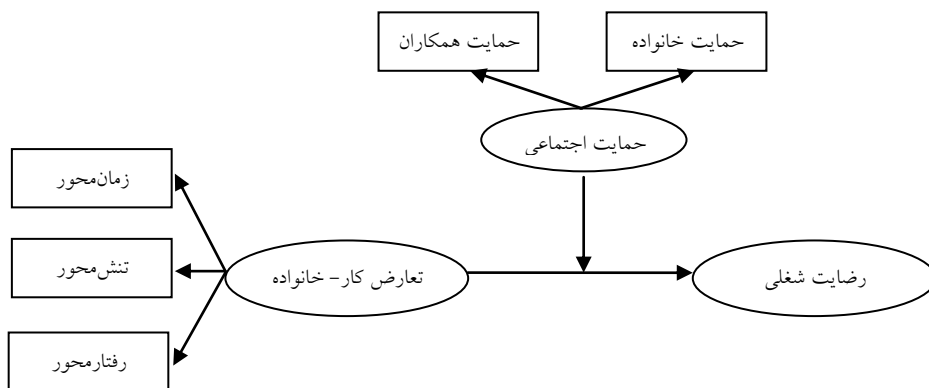 حمایت خانواده
حمایت همکاران
حمایت اجتماعی
زمان‌محور
تنش‌محور
تعارض کار- خانواده
رضایت شغلی
رفتارمحور